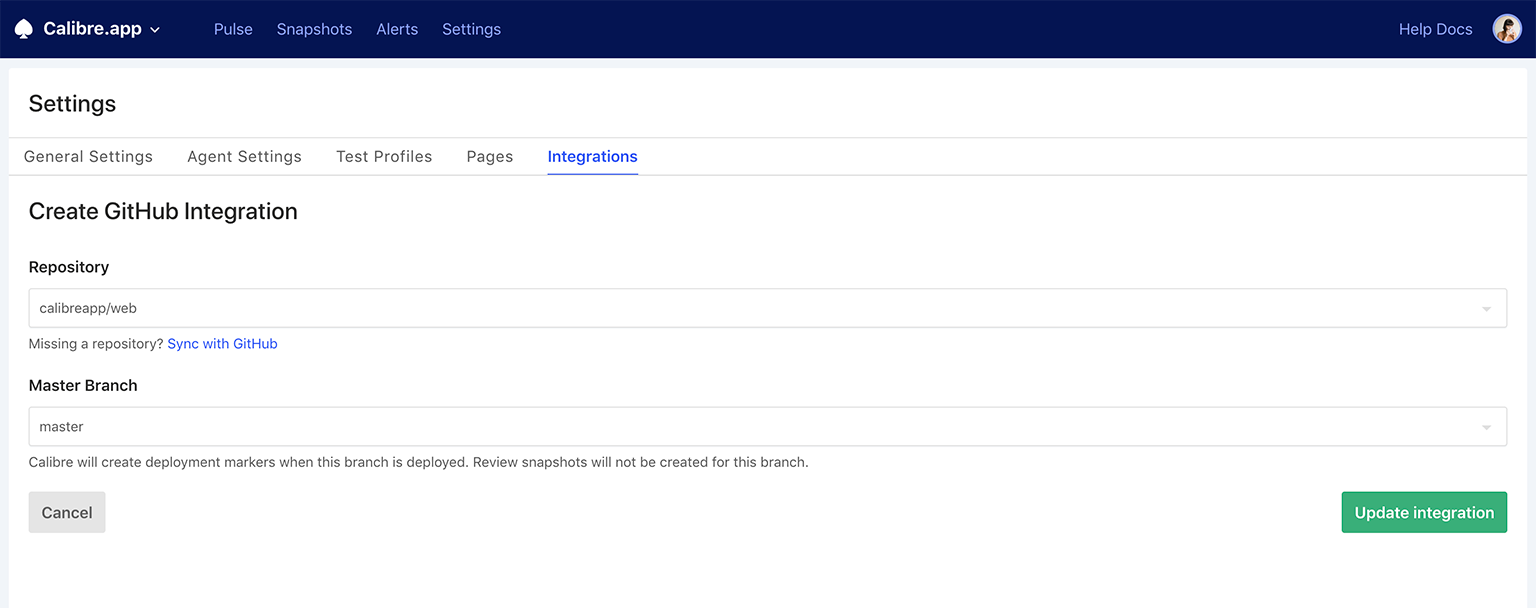 Calibre.app Pulse Snapshots Alerts Settings Help Docs
Settings
General Settings Agent Settings Test Profiles Pages Integrations
Create GitHub Integration
Repository
calibreapp/web
Missing a repository? Sync with GitHub
Master Branch
master
Calibre will create deployment markers when this branch is deployed. Review snapshots will not be created for this branch.
Cancel Update integration